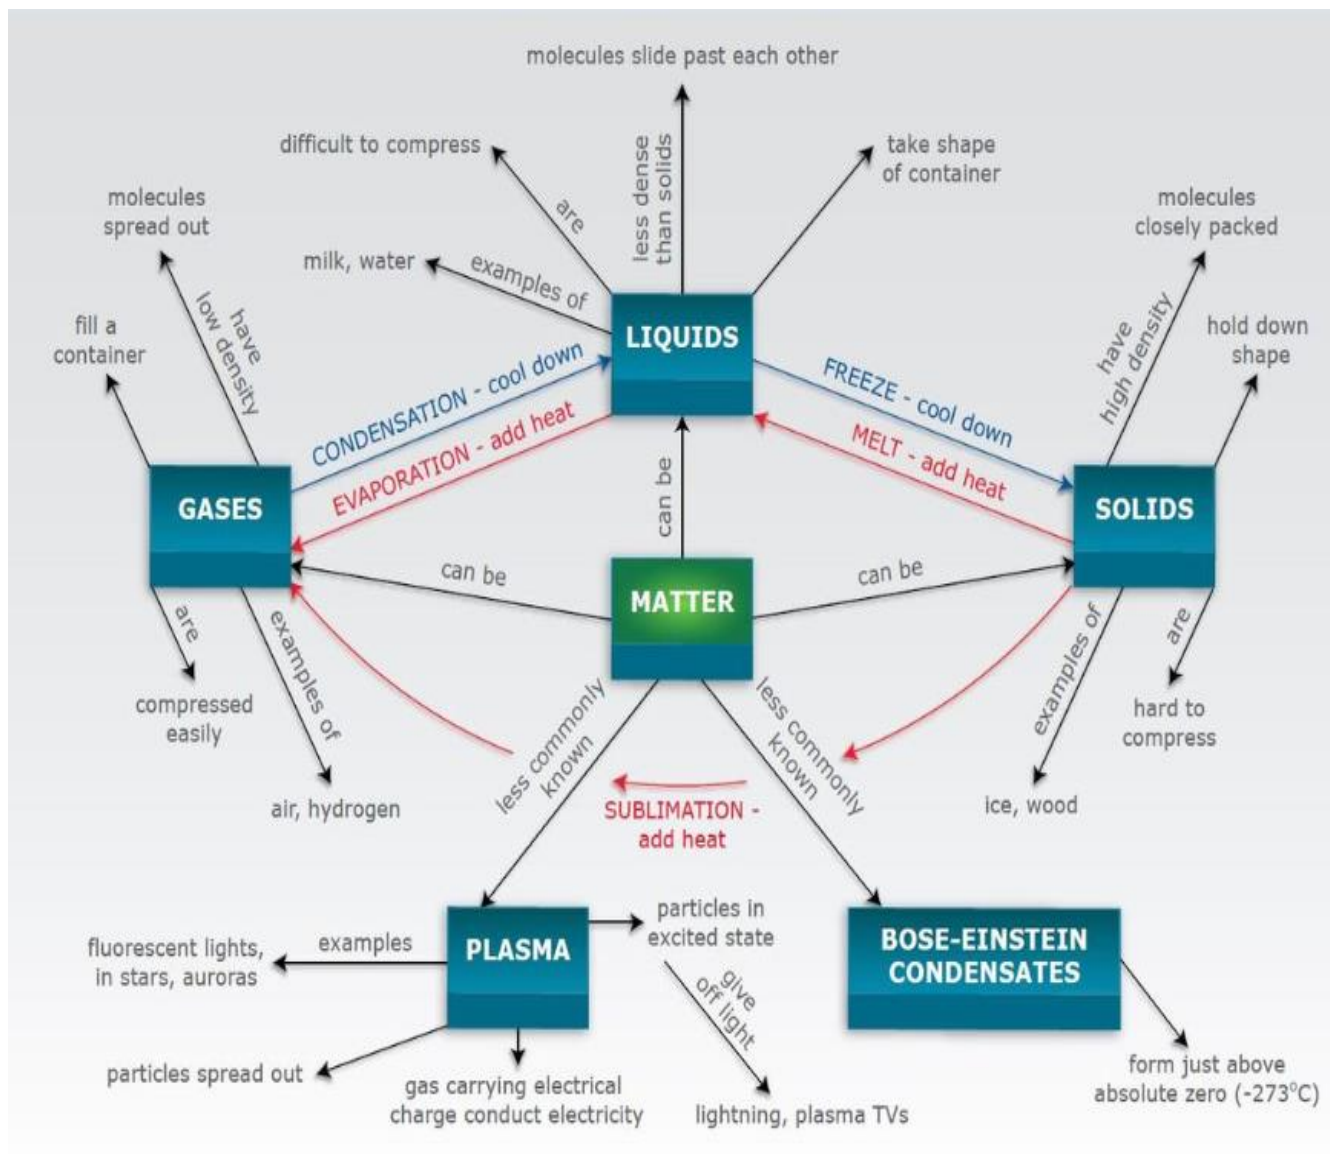 molecules slide past each other
difficult to compress
are
less dense
than solids
take shape
of container
molecules
spread out
milk, water
examples of
have
low density
molecules
closely packed
fill a
container
have
high density
hold down
shape
LIQUIDS
CONDENSATION - cool down
EVAPORATION - add heat
FREEZE - cool down
MELT - add heat
can be
GASES
SOLIDS
can be
can be
MATTER
are
compressed
easily
examples of
air, hydrogen
less commonly
known
less commonly
known
SUBLIMATION -
add heat
examples of
ice, wood
are
hard to
compress
PLASMA
examples
fluorescent lights,
in stars, auroras
particles in
excited state
give
off light
lightning, plasma TVs
particles spread out
gas carrying electrical
charge conduct electricity
BOSE-EINSTEIN
CONDENSATES
form just above
absolute zero (-273°C)